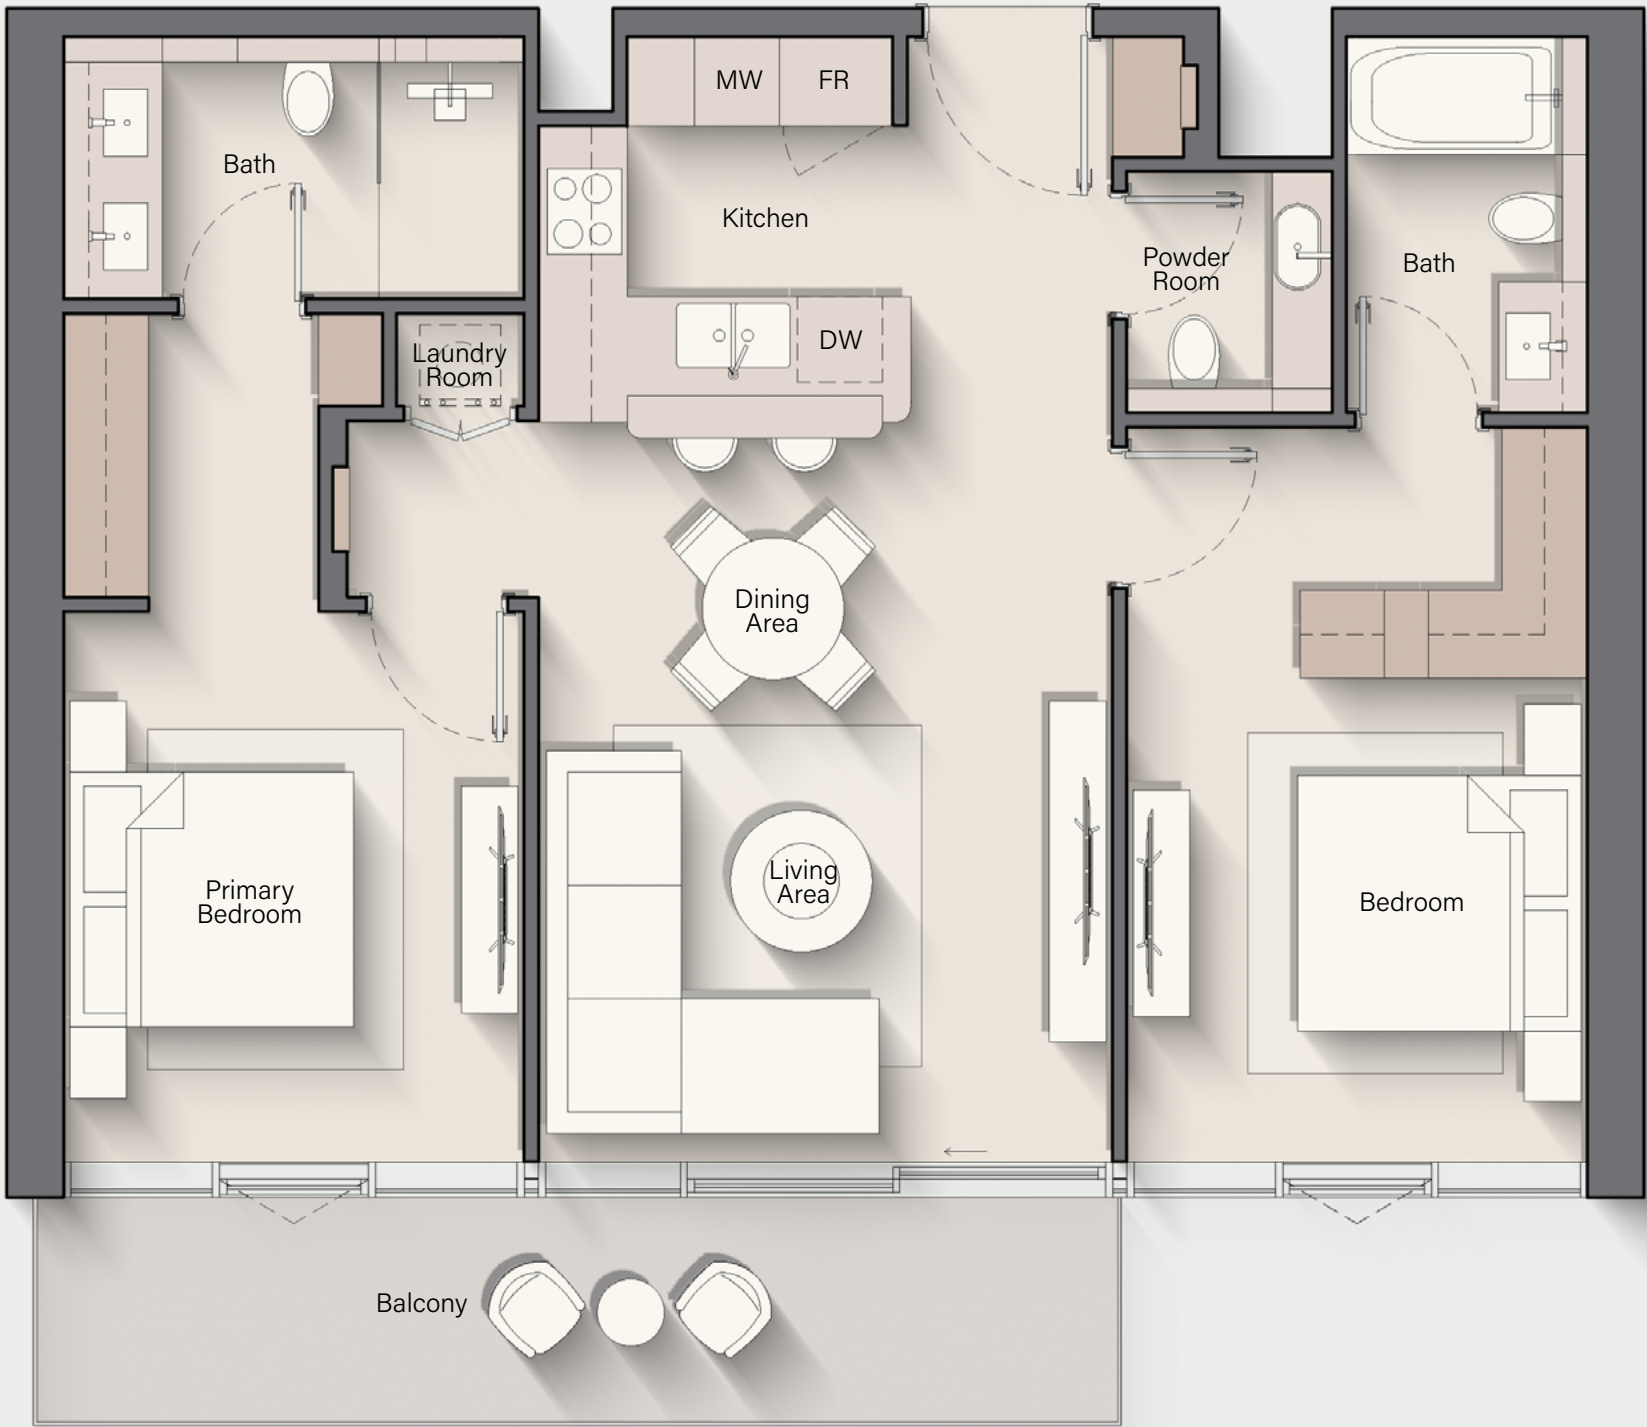 MW
FR
Bath
Kitchen
Powder
Room
Bath
DW
Laundry
Room
Dining
Area
Living
Area
Primary
Bedroom
Bedroom
Balcony